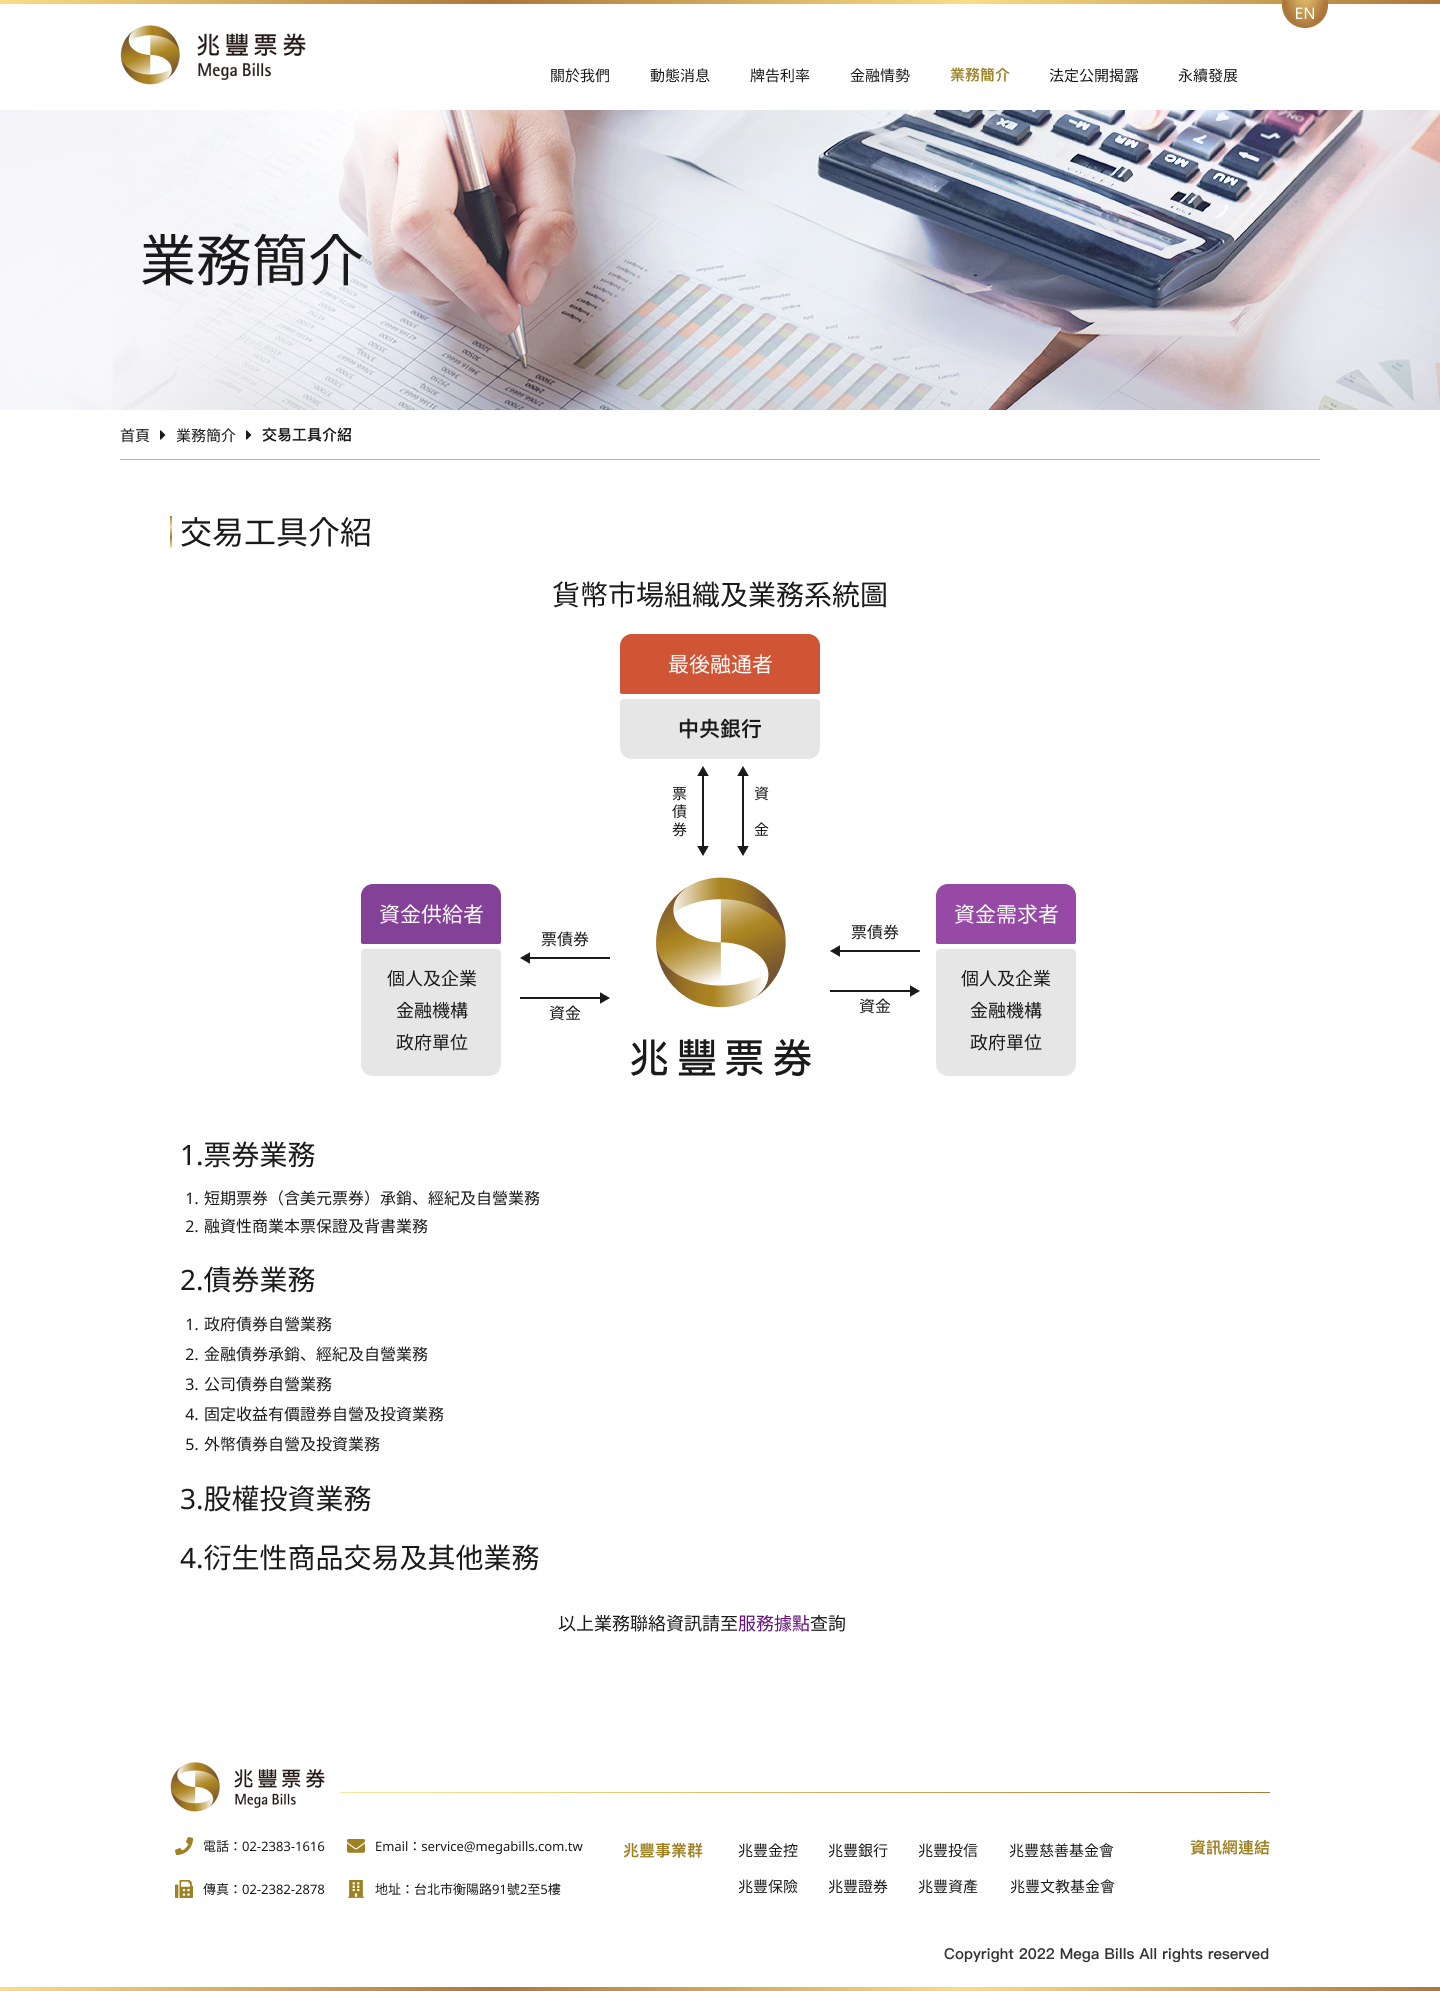 EN
兆豐票券
Mega Bills
關於我們 動態消息 牌告利率 金融情勢 業務簡介 法定公開揭露 永續發展
業務簡介
首頁 業務簡介 交易工具介紹
交易工具介紹
貨幣市場組織及業務系統圖
最後融通者
中央銀行
票債券 資金
資金供給者
個人及企業
金融機構
政府單位
票債券
資金
兆豐票券
票債券
資金
資金需求者
個人及企業
金融機構
政府單位
1.票券業務
1. 短期票券（含美元票券）承銷、經紀及自營業務
2. 融資性商業本票保證及背書業務
2.債券業務
1. 政府債券自營業務
2. 金融債券承銷、經紀及自營業務
3. 公司債券自營業務
4. 固定收益有價證券自營及投資業務
5. 外幣債券自營及投資業務
3.股權投資業務
4.衍生性商品交易及其他業務
以上業務聯絡資訊請至服務據點查詢
兆豐票券
Mega Bills
電話：02-2383-1616 Email：service@megabills.com.tw
傳真：02-2382-2878 地址：台北市衡陽路91號2至5樓
兆豐事業群 兆豐金控 兆豐銀行 兆豐投信 兆豐慈善基金會
兆豐保險 兆豐證券 兆豐資產 兆豐文教基金會
資訊網連結
Copyright 2022 Mega Bills All rights reserved